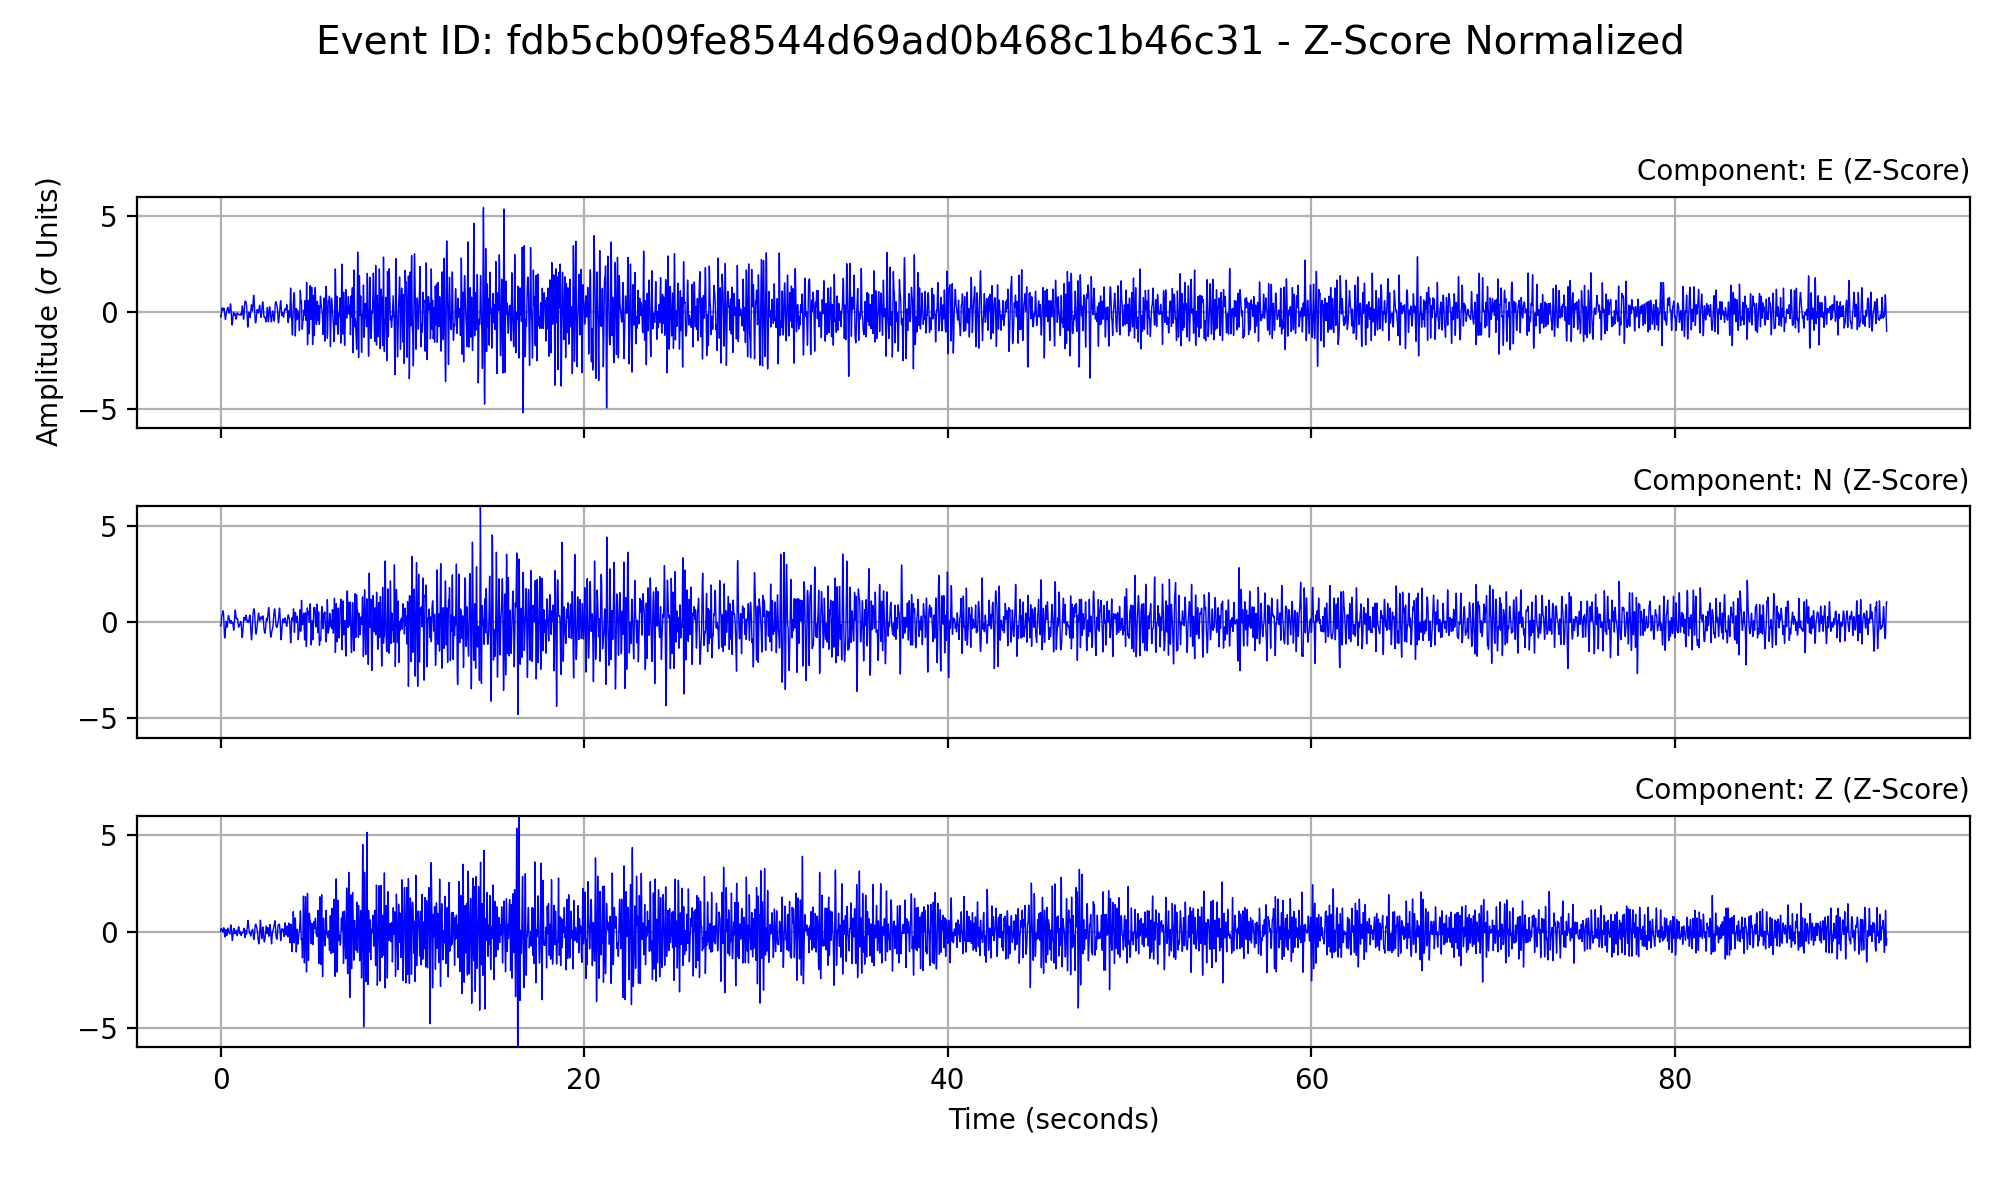 Event ID: fdb5cb09fe8544d69ad0b468c1b46c31 - Z-Score Normalized
Component: E (Z-Score)
Amplitude (σ Units)
5
0
−5
Component: N (Z-Score)
5
0
−5
Component: Z (Z-Score)
5
0
−5
0 20 40 60 80
Time (seconds)